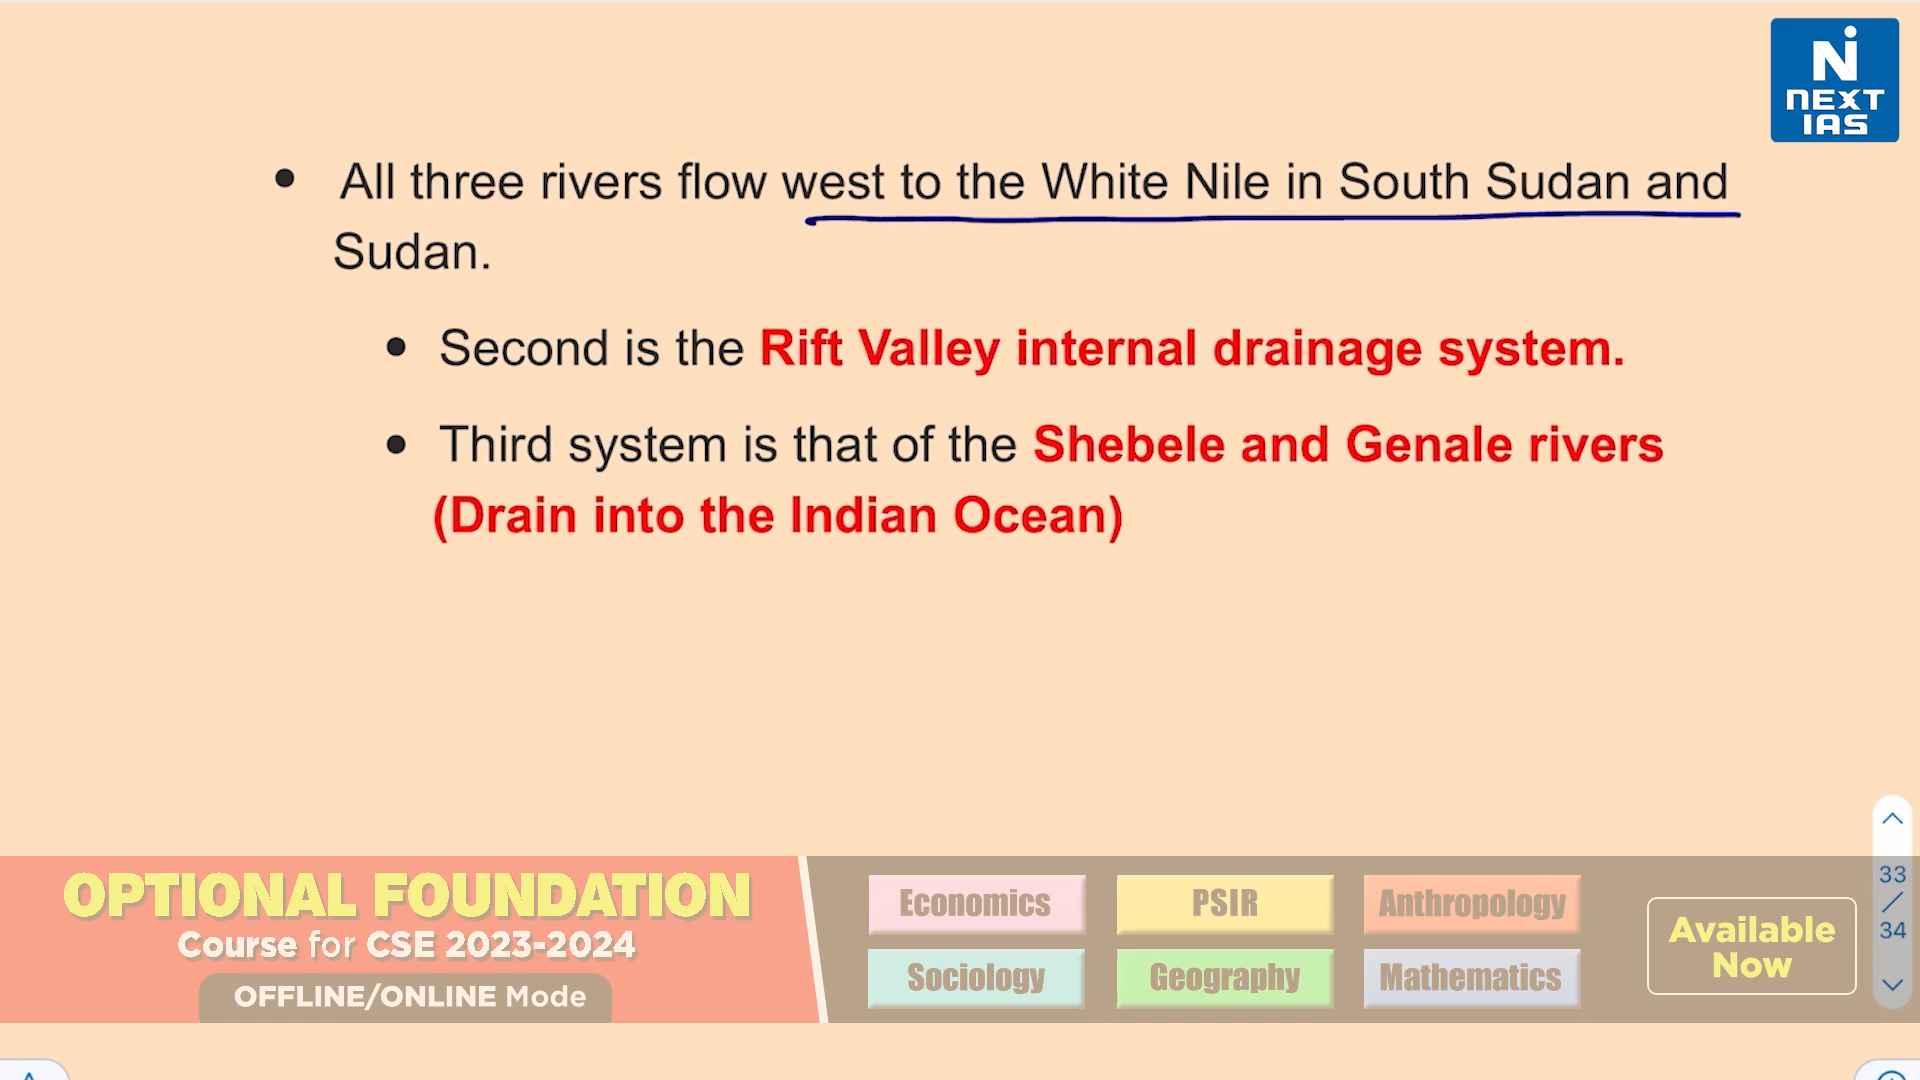 NEXT
IAS
• All three rivers flow west to the White Nile in South Sudan and
Sudan.
• Second is the Rift Valley internal drainage system.
• Third system is that of the Shebele and Genale rivers
(Drain into the Indian Ocean)
OPTIONAL FOUNDATION
Course for CSE 2023-2024
OFFLINE/ONLINE Mode
Economics PSIR Anthropology
Sociology Geography Mathematics
Available
Now
33
/
34